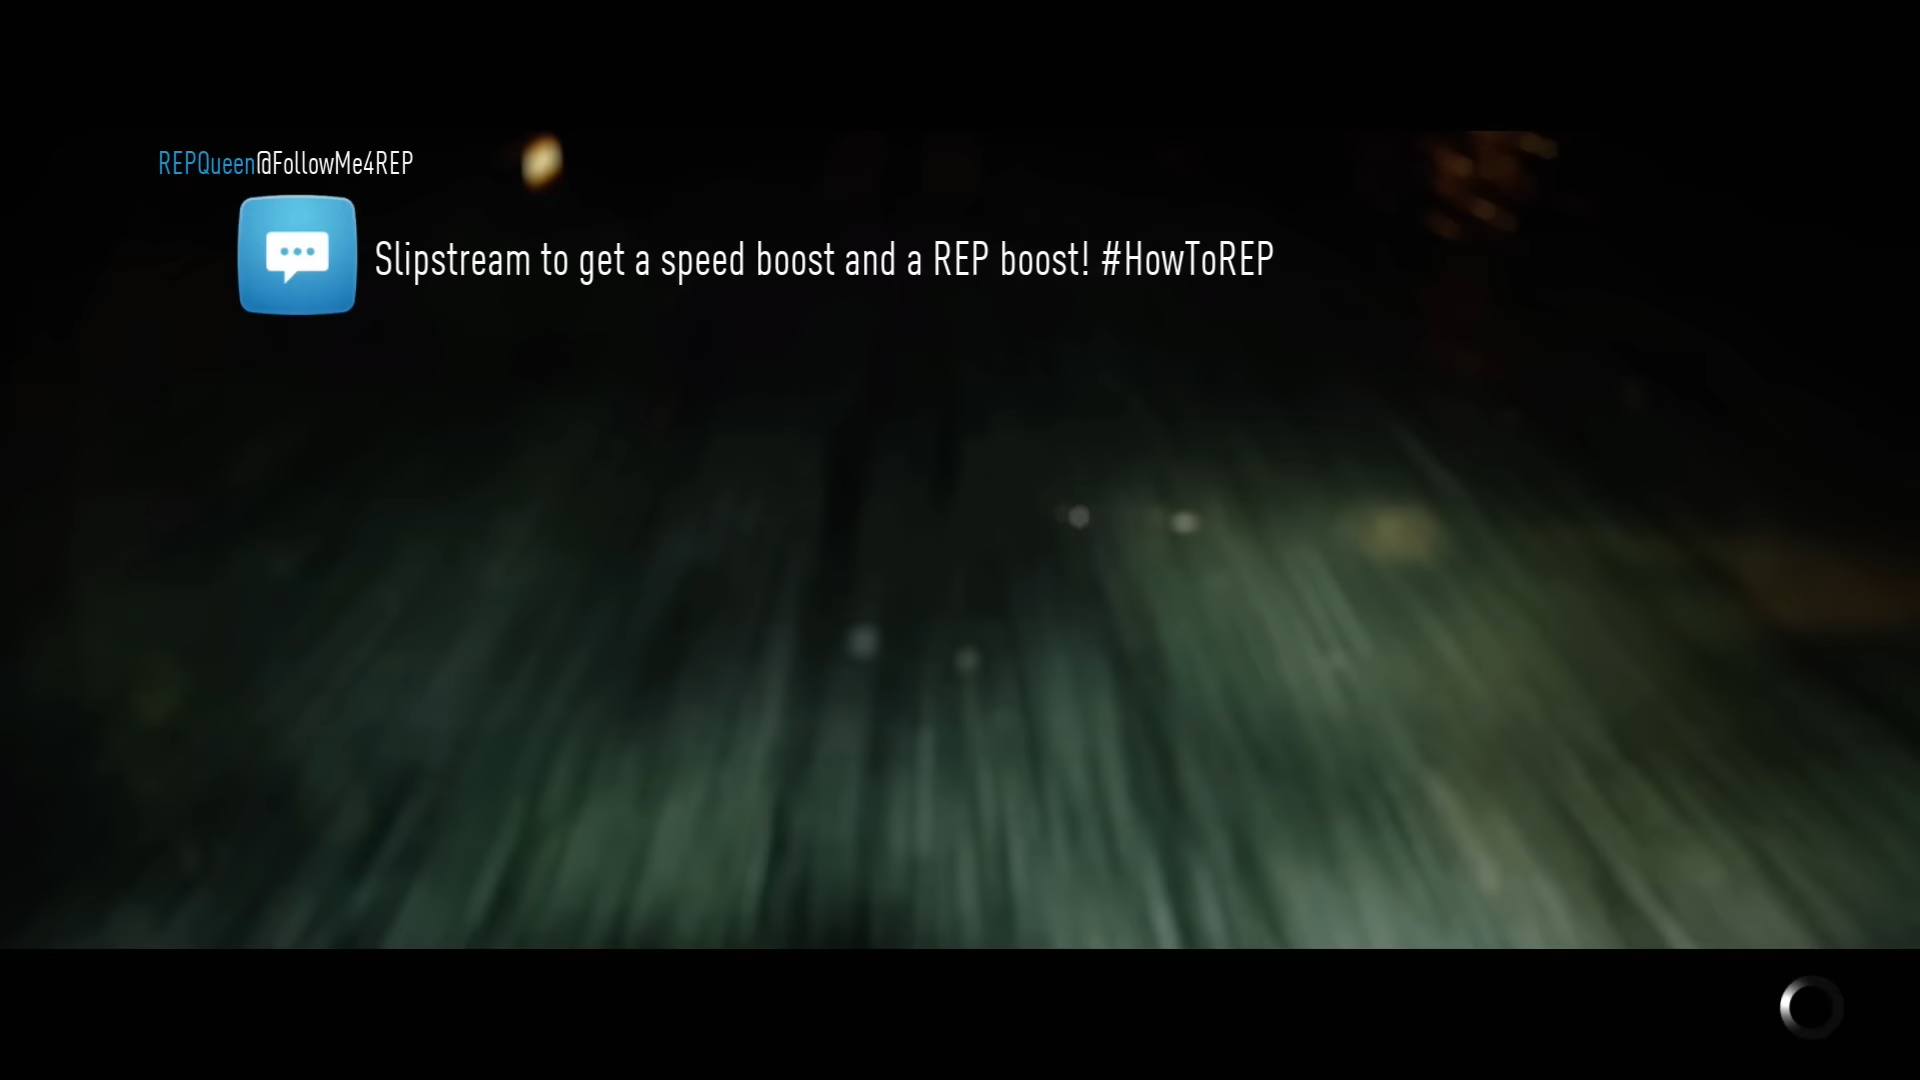 REPQueen@FollowMe4REP
Slipstream to get a speed boost and a REP boost! #HowToREP